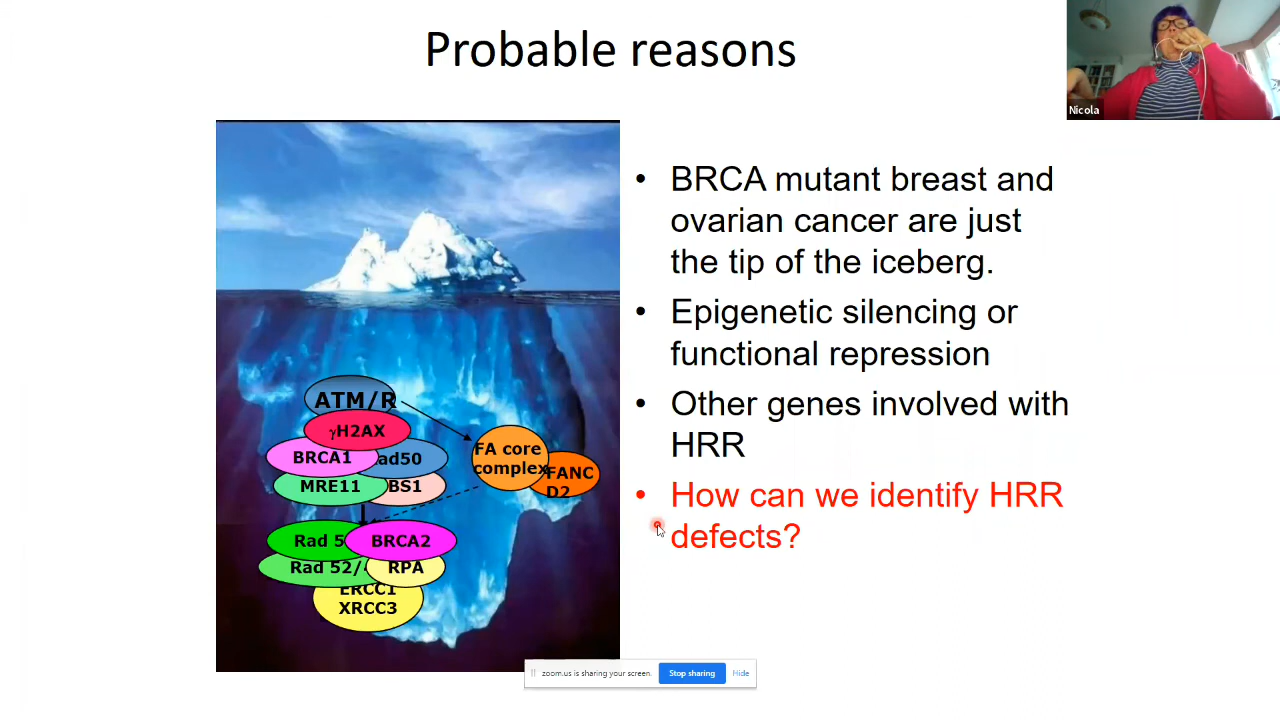 Probable reasons
Nicola
• BRCA mutant breast and
ovarian cancer are just
the tip of the iceberg.
• Epigenetic silencing or
functional repression
• Other genes involved with
HRR
• How can we identify HRR
defects?
ATM/R
γH2AX
BRCA1
ad50
MRE11
BS1
FA core
complex
FANC
D2
Rad 5
BRCA2
Rad 52/
RPA
ERCC1
XRCC3
zoom.us is sharing your screen.
Stop sharing
Hide